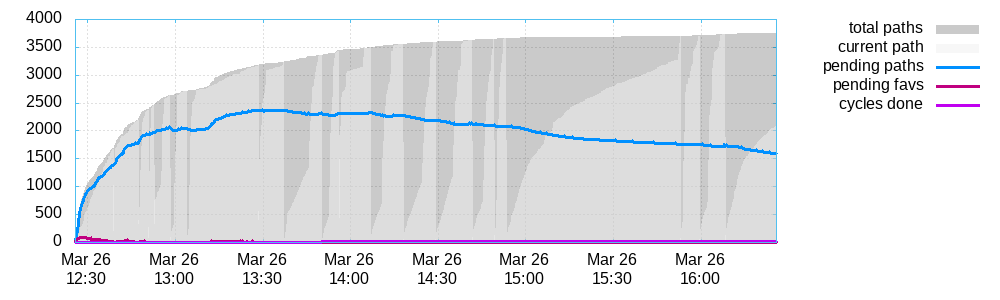 4000
3500
3000
2500
2000
1500
1000
500
0
Mar 26 Mar 26 Mar 26 Mar 26 Mar 26 Mar 26 Mar 26 Mar 26
12:30 13:00 13:30 14:00 14:30 15:00 15:30 16:00
total paths
current path
pending paths
pending favs
cycles done